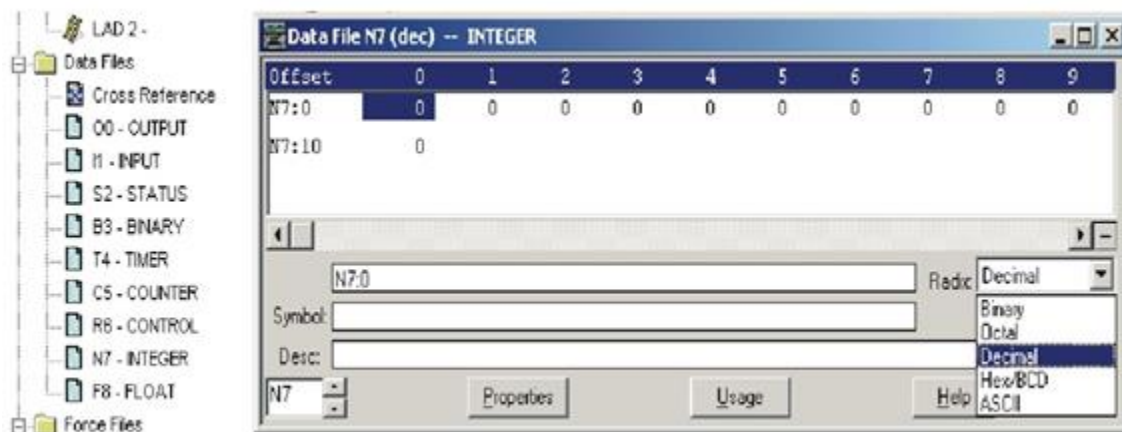 LAD 2 -
Data Files
Cross Reference
O0 - OUTPUT
I1 - INPUT
S2 - STATUS
B3 - BINARY
T4 - TIMER
C5 - COUNTER
R6 - CONTROL
N7 - INTEGER
F8 - FLOAT
Force Files
Data File N7 (dec) -- INTEGER
Offset 0 1 2 3 4 5 6 7 8 9
N7:0 0 0 0 0 0 0 0 0 0 0
N7:10 0
N7:0
Radix: Decimal
Symbol:
Desc:
Binary
Octal
Decimal
Hex/BCD
ASCII
N7
Properties
Usage
Help